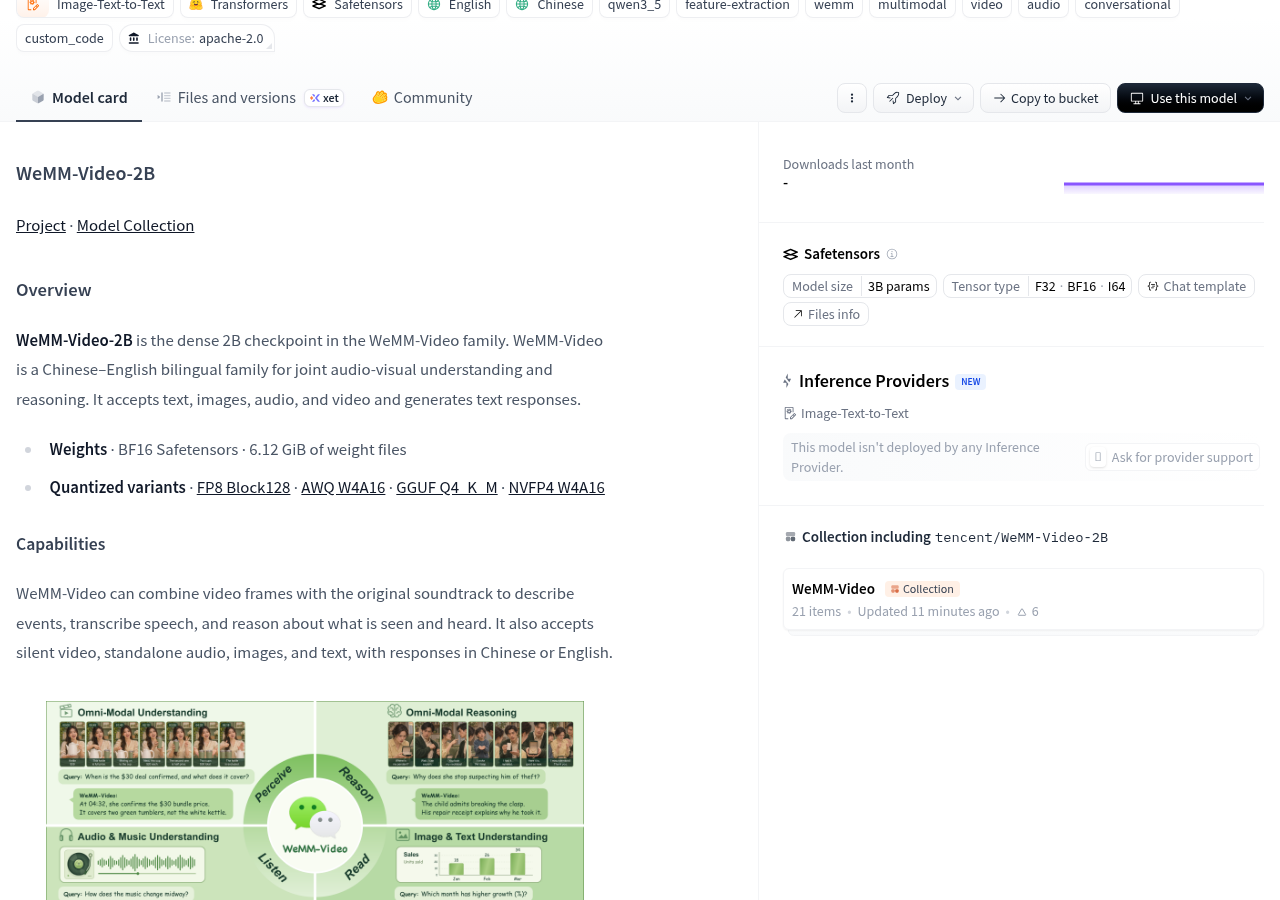 Image-Text-to-Text Transformers Safetensors English Chinese qwen3_5 feature-extraction wemm multimodal video audio conversational
custom_code License: apache-2.0
Model card Files and versions xet Community Deploy Copy to bucket Use this model
WeMM-Video-2B
Project · Model Collection
Overview
WeMM-Video-2B is the dense 2B checkpoint in the WeMM-Video family. WeMM-Video
is a Chinese–English bilingual family for joint audio-visual understanding and
reasoning. It accepts text, images, audio, and video and generates text responses.
Weights · BF16 Safetensors · 6.12 GiB of weight files
Quantized variants · FP8 Block128 · AWQ W4A16 · GGUF Q4_K_M · NVFP4 W4A16
Capabilities
WeMM-Video can combine video frames with the original soundtrack to describe
events, transcribe speech, and reason about what is seen and heard. It also accepts
silent video, standalone audio, images, and text, with responses in Chinese or English.
Omni-Modal Understanding
Query: When is the $30 deal confirmed, and what does it cover?
WeMM-Video:
At 04:32, she confirms the $30 bundle price.
It covers two green tumblers, not the white kettle.
Omni-Modal Reasoning
Query: Why does she stop suspecting him of theft?
WeMM-Video:
The child admits breaking the clasp.
His repair receipt explains why he took it.
Perceive
Reason
Listen
Read
WeMM-Video
Audio & Music Understanding
Query: How does the music change midway?
Image & Text Understanding
Sales
Jan Feb Mar
Query: Which month has higher growth (%)?
Downloads last month
-
Safetensors
Model size 3B params Tensor type F32 · BF16 · I64 Chat template
Files info
Inference Providers NEW
Image-Text-to-Text
This model isn't deployed by any Inference
Provider.
Ask for provider support
Collection including tencent/WeMM-Video-2B
WeMM-Video Collection
21 items • Updated 11 minutes ago • 6